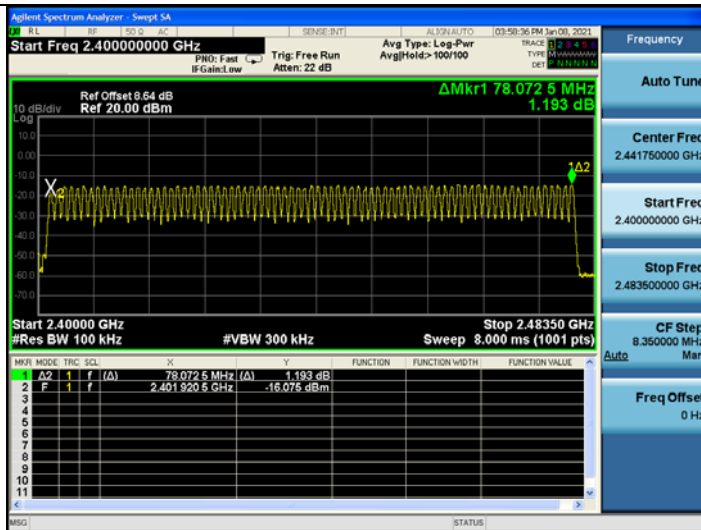 Agilent Spectrum Analyzer - Swept SA
RL RF 50 Ω AC SENSE:INT ALIGN AUTO 03:58:36 PM Jan 08, 2021
Start Freq 2.400000000 GHz
PNO: Fast
IFGain:Low
Trig: Free Run
Atten: 22 dB
Avg Type: Log-Pwr
Avg|Hold:> 100/100
TRACE 1 2 3 4 5 6
TYPE M
DET P N N N N N
ΔMkr1 78.072 5 MHz
1.193 dB
Ref Offset 8.64 dB
10 dB/div Ref 20.00 dBm
Log
10.0
0.00
-10.0
-20.0
-30.0
-40.0
-50.0
-60.0
-70.0
X2
1Δ2
Start 2.40000 GHz Stop 2.48350 GHz
#Res BW 100 kHz #VBW 300 kHz Sweep 8.000 ms (1001 pts)
MKR MODE TRC SCL X Y FUNCTION FUNCTION WIDTH FUNCTION VALUE
1 Δ2 1 f (Δ) 78.072 5 MHz (Δ) 1.193 dB
2 F 1 f 2.401 920 5 GHz -16.075 dBm
3
4
5
6
7
8
9
10
11
MSG STATUS
Frequency
Auto Tune
Center Freq
2.441750000 GHz
Start Freq
2.400000000 GHz
Stop Freq
2.483500000 GHz
CF Step
8.350000 MHz
Auto Man
Freq Offset
0 Hz